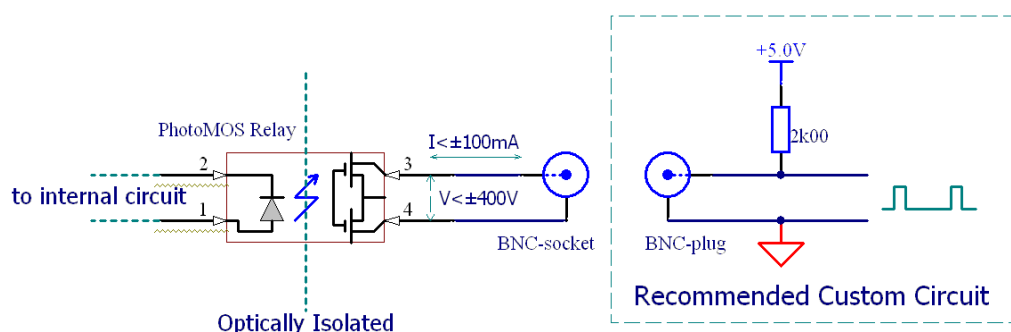 +5.0V
PhotoMOS Relay
I<±100mA
2k00
2
3
to internal circuit
V<±400V
1
4
BNC-socket
BNC-plug
Recommended Custom Circuit
Optically Isolated